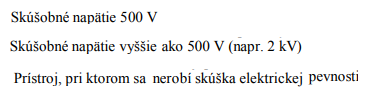 Skúšobné napätie 500 V
Skúšobné napätie vyššie ako 500 V (napr. 2 kV)
Prístroj, pri ktorom sa nerobí skúška elektrickej pevnosti